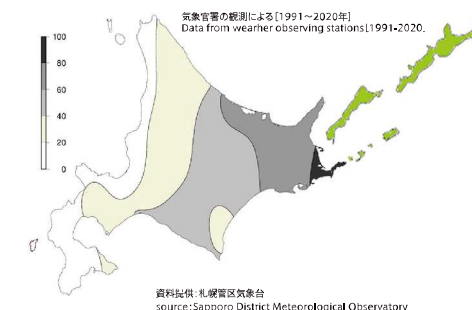 気象官署の観測による[1991～2020年]
Data from wearher observing stations[1991-2020]
100
80
60
40
20
0
資料提供：札幌管区気象台
source：Sapporo District Meteorological Observatory